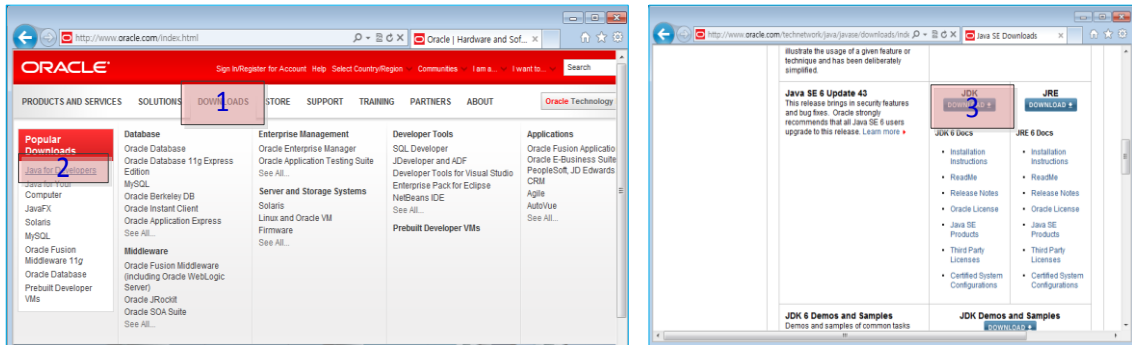 http://www.oracle.com/index.html
Oracle | Hardware and Sof...
ORACLE
Sign In/Register for Account Help Select Country/Region Communities I am a... I want to... Search
PRODUCTS AND SERVICES SOLUTIONS DOWNLOADS STORE SUPPORT TRAINING PARTNERS ABOUT Oracle Technology
1
Popular
Downloads
2
Java for Developers
Java for Your
Computer
JavaFX
Solaris
MySQL
Oracle Fusion
Middleware 11g
Oracle Database
Prebuilt Developer
VMs
Database
Oracle Database
Oracle Database 11g Express
Edition
MySQL
Oracle Berkeley DB
Oracle Instant Client
Oracle Application Express
See All...
Middleware
Oracle Fusion Middleware
(including Oracle WebLogic
Server)
Oracle JRockit
Oracle SOA Suite
See All...
Enterprise Management
Oracle Enterprise Manager
Oracle Application Testing Suite
See All...
Server and Storage Systems
Solaris
Linux and Oracle VM
Firmware
See All...
Developer Tools
SQL Developer
JDeveloper and ADF
Developer Tools for Visual Studio
Enterprise Pack for Eclipse
NetBeans IDE
See All...
Prebuilt Developer VMs
Applications
Oracle Fusion Applicatio
Oracle E-Business Suite
PeopleSoft, JD Edwards
CRM
Agile
AutoVue
See All...
http://www.oracle.com/technetwork/java/javase/downloads/ind
Java SE Downloads
illustrate the usage of a given feature or
technique and has been deliberately
simplified.
Java SE 6 Update 43
This release brings in security features
and bug fixes. Oracle strongly
recommends that all Java SE 6 users
upgrade to this release. Learn more
JDK
DOWNLOAD
3
JDK 6 Docs
Installation
Instructions
ReadMe
Release Notes
Oracle License
Java SE
Products
Third Party
Licenses
Certified System
Configurations
JRE
DOWNLOAD
JRE 6 Docs
Installation
Instructions
ReadMe
Release Notes
Oracle License
Java SE
Products
Third Party
Licenses
Certified System
Configurations
JDK 6 Demos and Samples
Demos and samples of common tasks
JDK Demos and Samples
DOWNLOAD